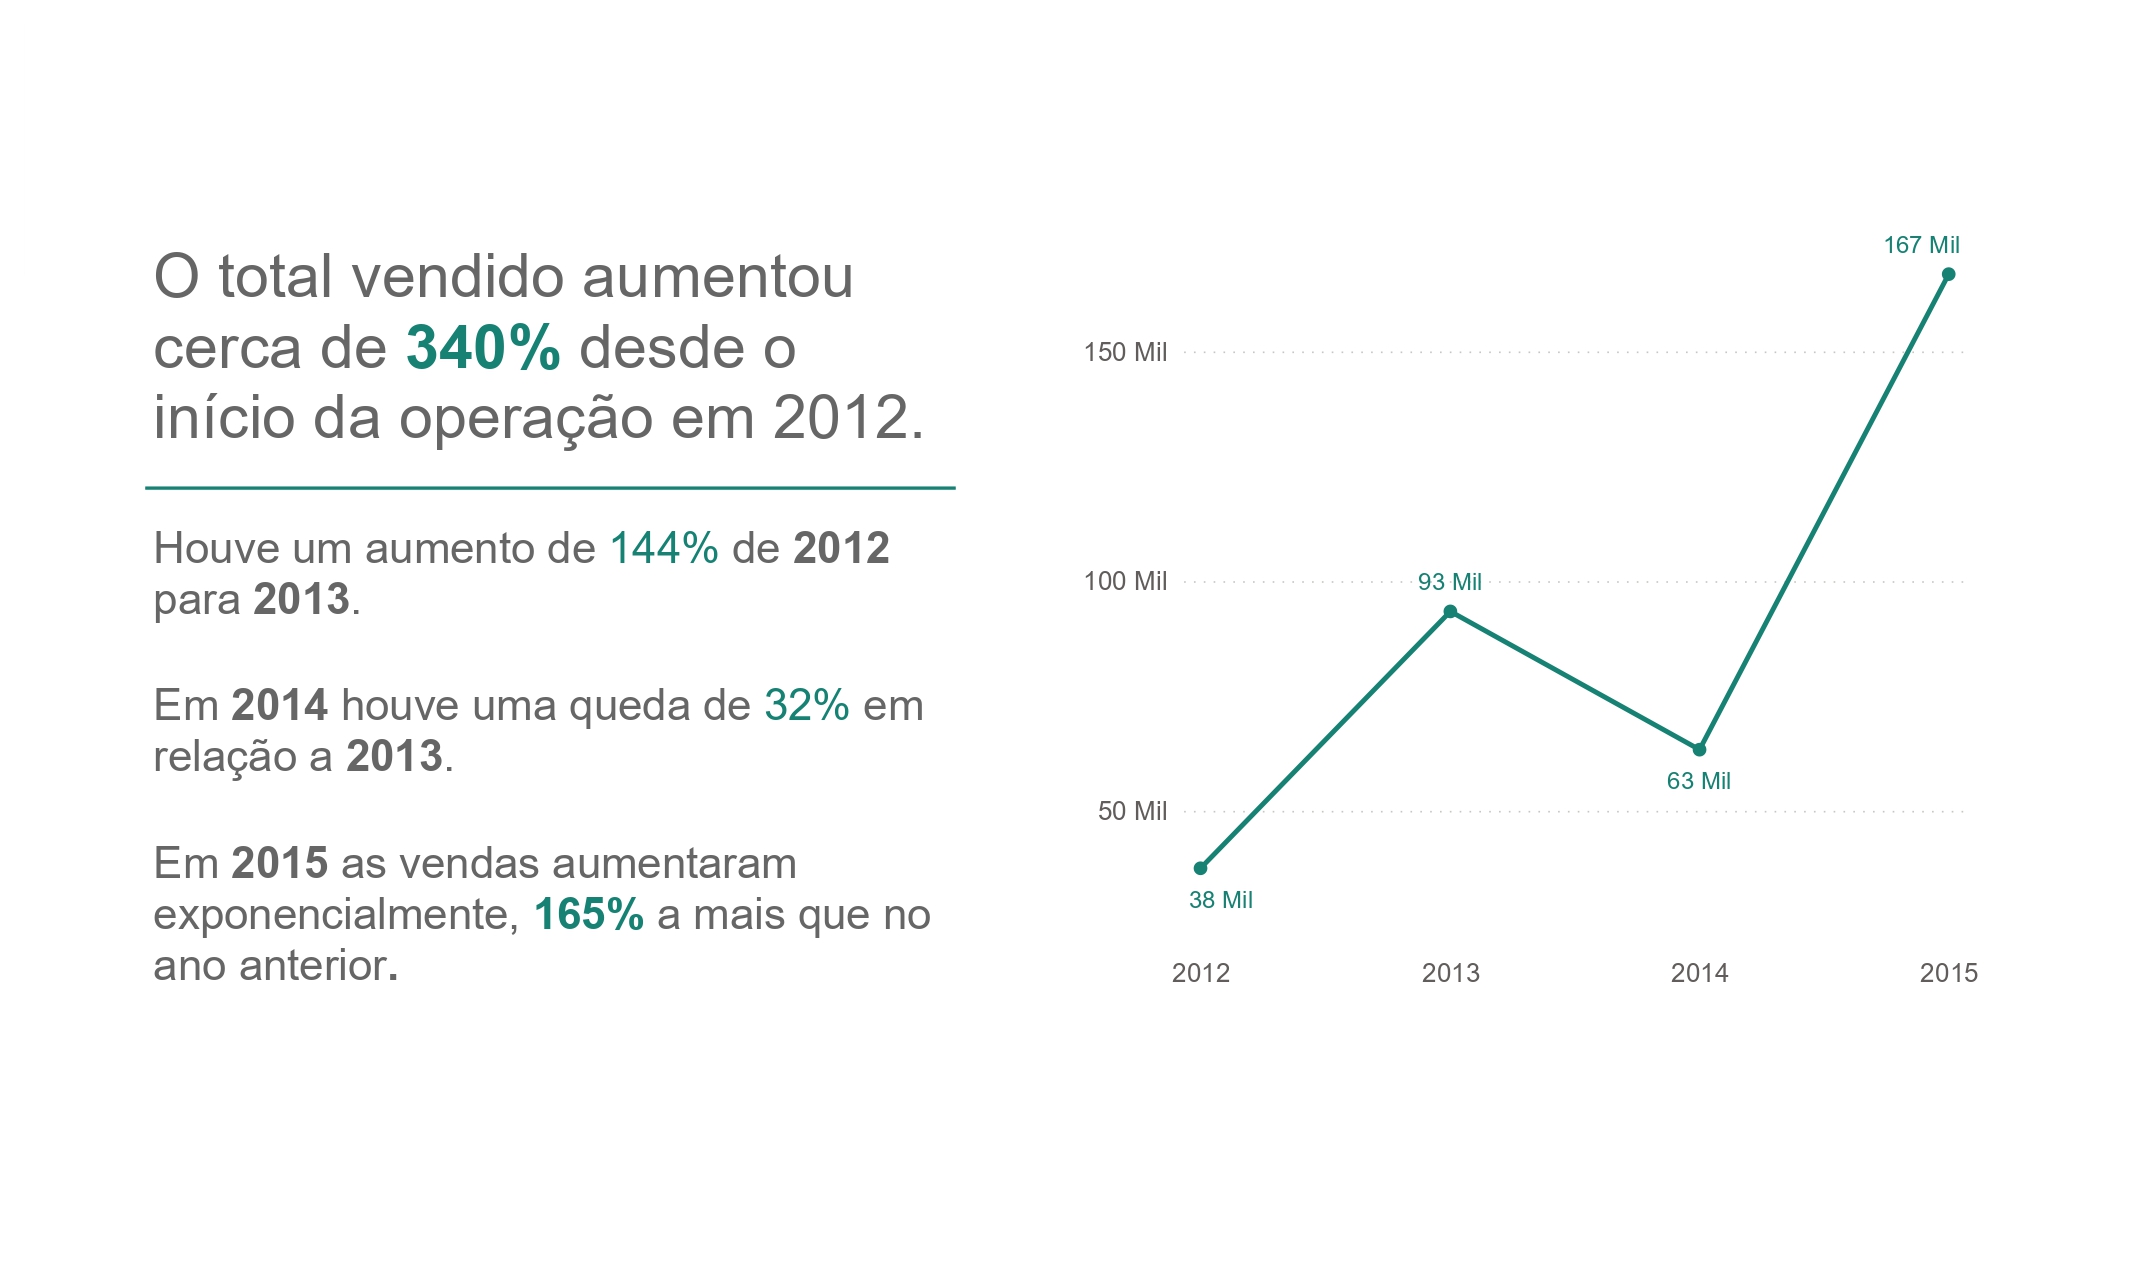 O total vendido aumentou
cerca de 340% desde o
início da operação em 2012.
Houve um aumento de 144% de 2012
para 2013.
Em 2014 houve uma queda de 32% em
relação a 2013.
Em 2015 as vendas aumentaram
exponencialmente, 165% a mais que no
ano anterior.
167 Mil
150 Mil
100 Mil
93 Mil
63 Mil
50 Mil
38 Mil
2012
2013
2014
2015